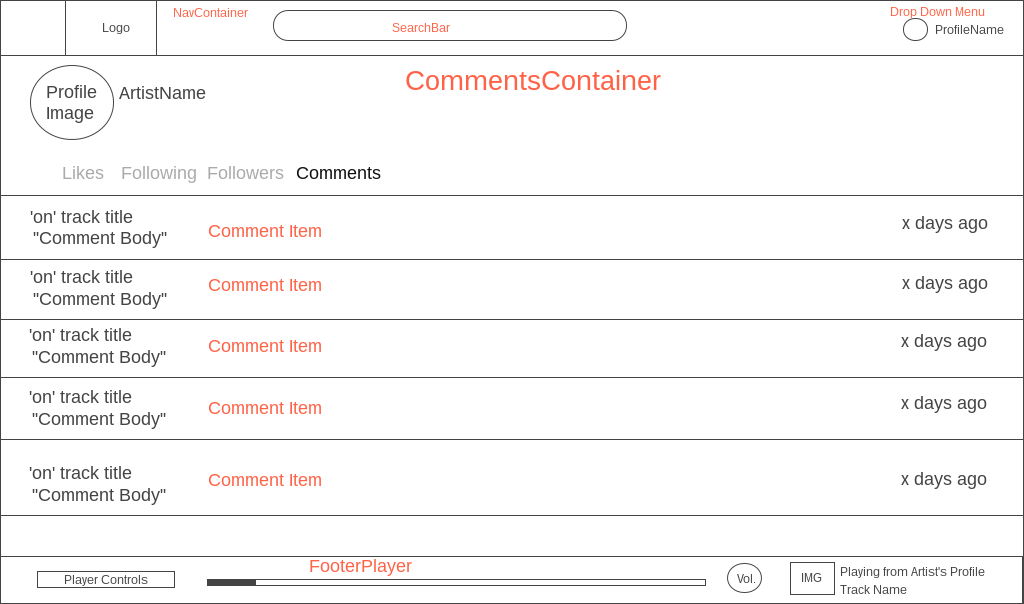 Logo
NavContainer
SearchBar
Drop Down Menu
ProfileName
Profile
Image
ArtistName
CommentsContainer
Likes Following Followers Comments
'on' track title
"Comment Body"
Comment Item
x days ago
'on' track title
"Comment Body"
Comment Item
x days ago
'on' track title
"Comment Body"
Comment Item
x days ago
'on' track title
"Comment Body"
Comment Item
x days ago
'on' track title
"Comment Body"
Comment Item
x days ago
Player Controls
FooterPlayer
Vol.
IMG
Playing from Artist's Profile
Track Name